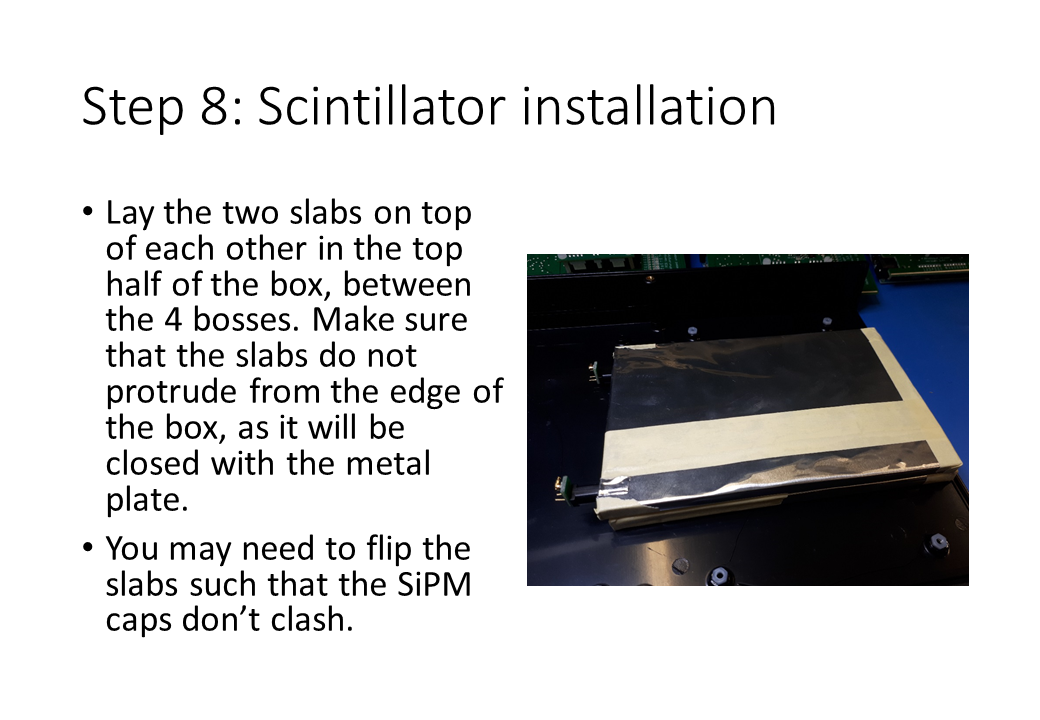 Step 8: Scintillator installation
• Lay the two slabs on top
of each other in the top
half of the box, between
the 4 bosses. Make sure
that the slabs do not
protrude from the edge of
the box, as it will be
closed with the metal
plate.
• You may need to flip the
slabs such that the SiPM
caps don’t clash.